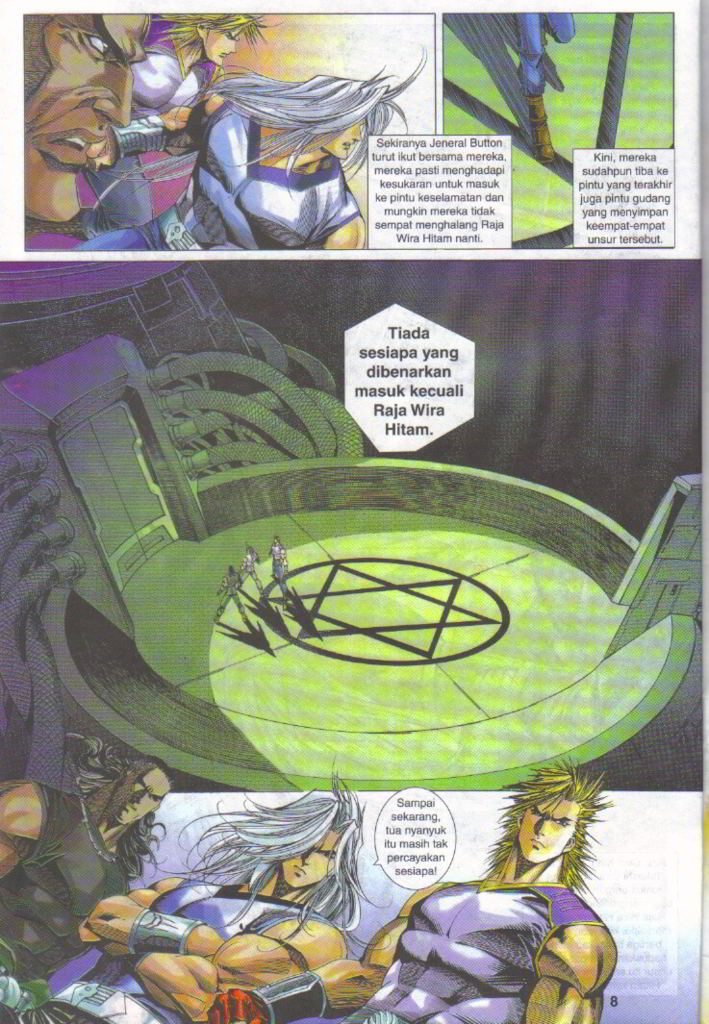 Sekiranya Jeneral Button
turut ikut bersama mereka,
mereka pasti menghadapi
kesukaran untuk masuk
ke pintu keselamatan dan
mungkin mereka tidak
sempat menghalang Raja
Wira Hitam nanti.
Kini, mereka
sudahpun tiba ke
pintu yang terakhir
juga pintu gudang
yang menyimpan
keempat-empat
unsur tersebut.
Tiada
sesiapa yang
dibenarkan
masuk kecuali
Raja Wira
Hitam.
Sampai
sekarang,
tua nyanyuk
itu masih tak
percayakan
sesiapa!
8